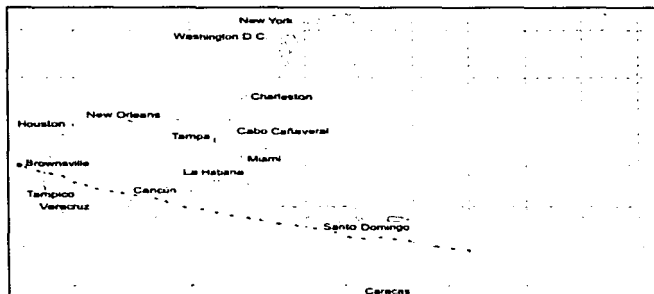 New York
Washington D.C.
Charleston
New Orleans
Houston
Cabo Cañaveral
Tampa
Miami
Brownsville
La Habana
Tampico
Cancún
Veracruz
Santo Domingo
Caracas